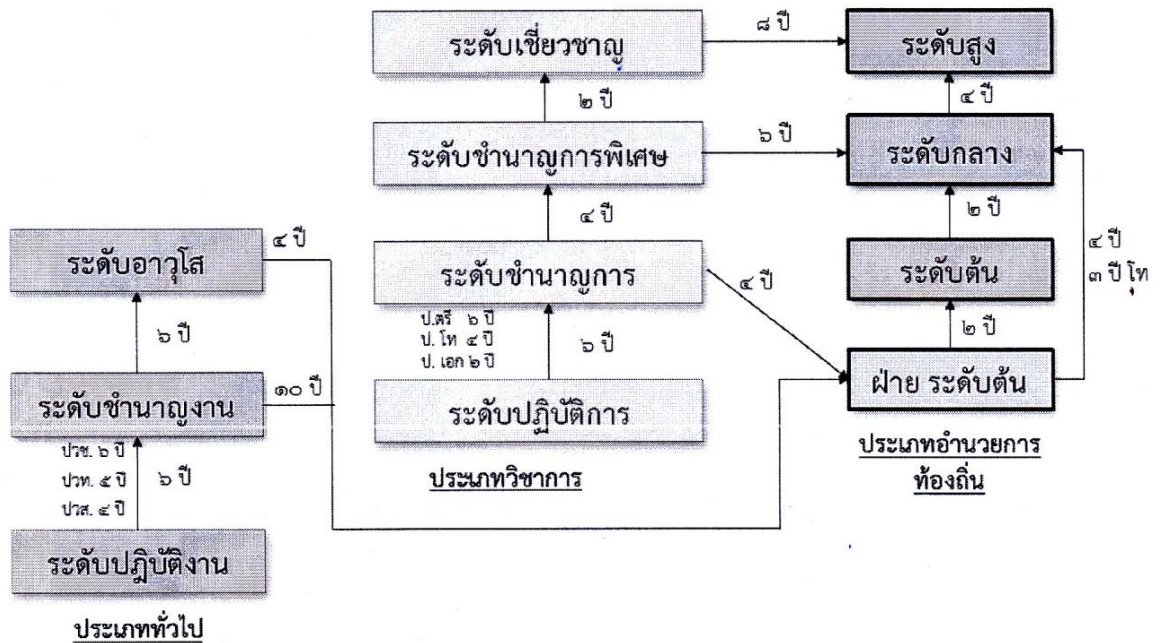 ระดับเชี่ยวชาญ
๘ ปี
ระดับสูง
๒ ปี
๔ ปี
ระดับชำนาญการพิเศษ
๖ ปี
ระดับกลาง
๔ ปี
๒ ปี
๔ ปี
๓ ปี โท
ระดับอาวุโส
๔ ปี
ระดับชำนาญการ
๔ ปี
ระดับต้น
๖ ปี
ป.ตรี ๖ ปี
ป. โท ๔ ปี
ป. เอก ๒ ปี
๖ ปี
๒ ปี
ระดับชำนาญงาน
๑๐ ปี
ระดับปฏิบัติการ
ฝ่าย ระดับต้น
ปวช. ๖ ปี
ปวท. ๕ ปี
ปวส. ๔ ปี
๖ ปี
ประเภทวิชาการ
ประเภทอำนวยการ
ท้องถิ่น
ระดับปฏิบัติงาน
ประเภททั่วไป